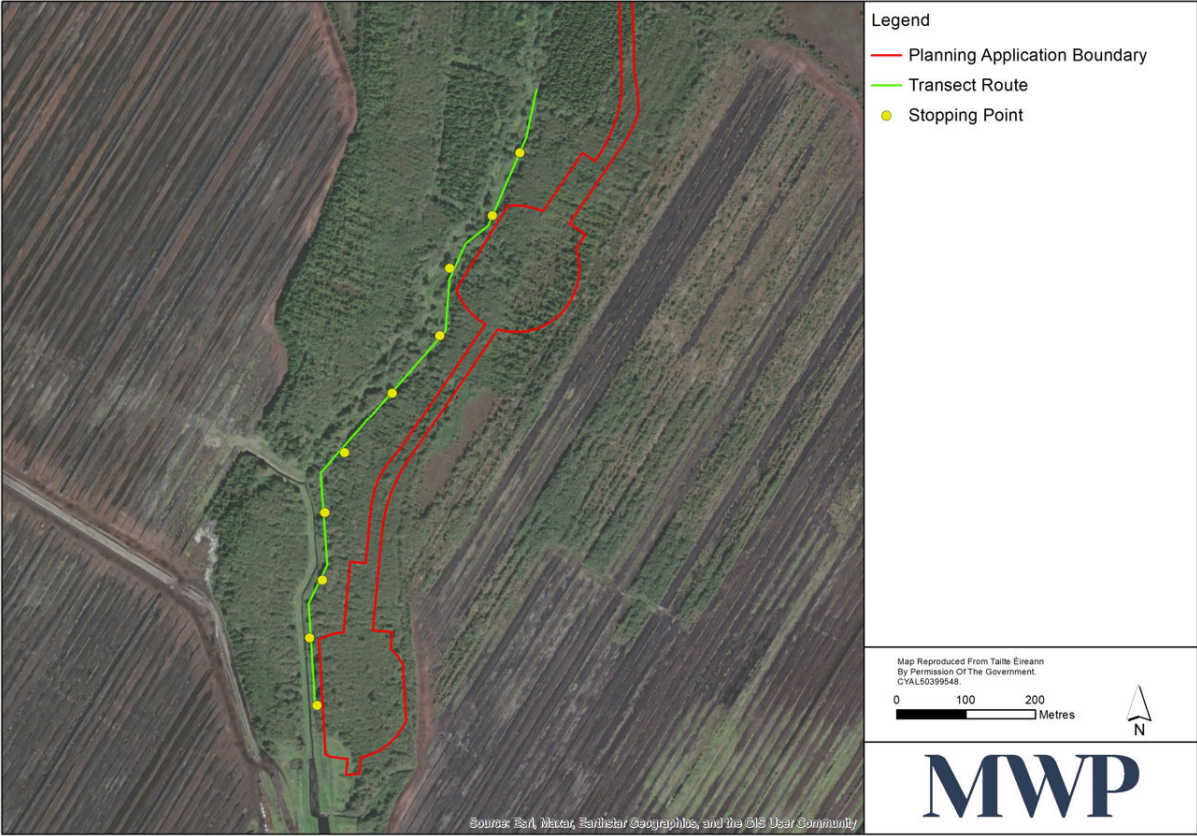 Legend
Planning Application Boundary
Transect Route
Stopping Point
Map Reproduced From Tailte Éireann
By Permission Of The Government.
CYAL50399548.
0 100 200
Metres
N
MWP
Source: Esri, Maxar, Earthstar Geographics, and the GIS User Community